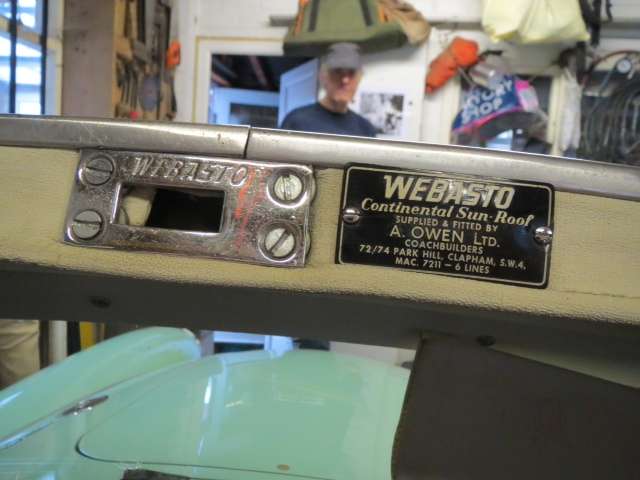 WEBASTO
WEBASTO
Continental Sun-Roof
SUPPLIED & FITTED BY
A. OWEN LTD.
COACHBUILDERS
72/74 PARK HILL, CLAPHAM, S.W.4.
MAC. 7211 - 6 LINES
SHOP